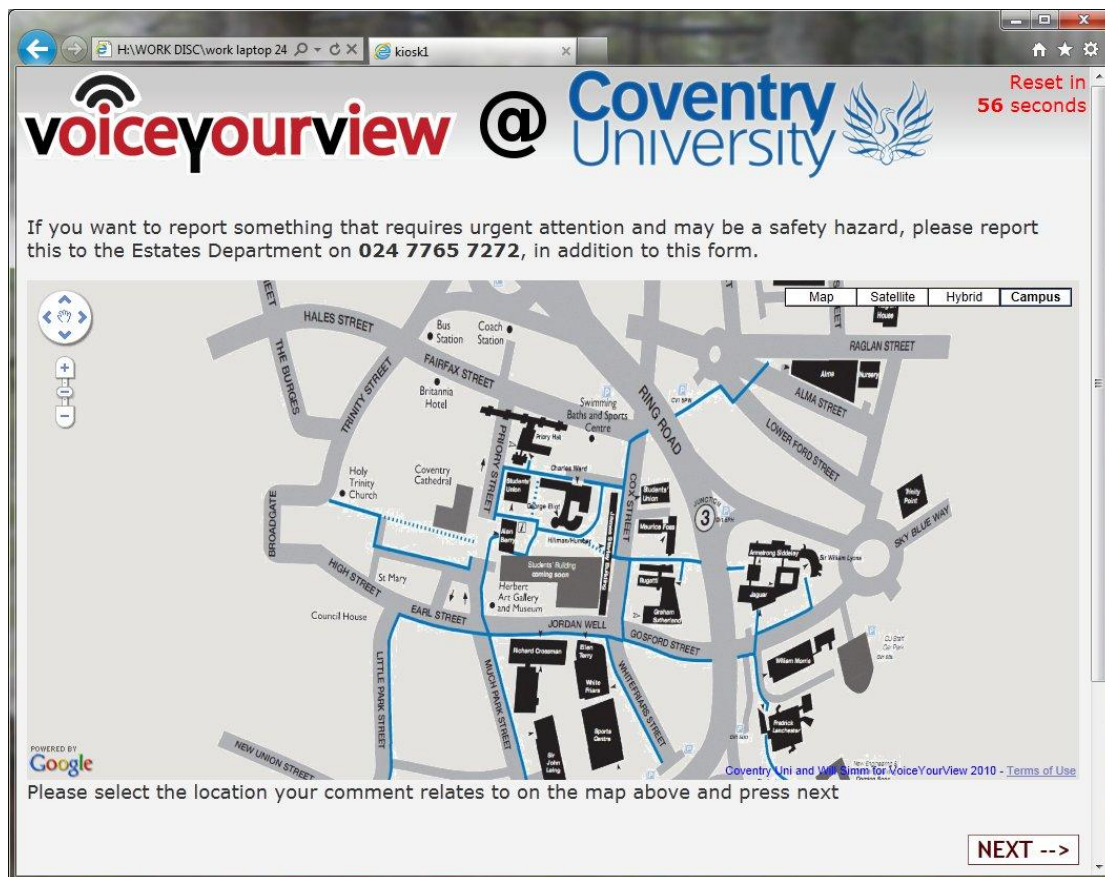 H:\WORK DISC\work laptop 24
kiosk1
voiceyourview @ Coventry University
Reset in
56 seconds
If you want to report something that requires urgent attention and may be a safety hazard, please report
this to the Estates Department on 024 7765 7272, in addition to this form.
Map Satellite Hybrid Campus
HALES STREET
Bus
Station
Coach
Station
THE BURGES
TRINITY STREET
FAIRFAX STREET
Britannia
Hotel
Swimming
Baths and Sports
Centre
RING ROAD
House
RAGLAN STREET
Alma
Nursery
ALMA STREET
LOWER FORD STREET
Priory Hall
PRIORY STREET
Charles Ward
COX STREET
Holy
Trinity
Church
Coventry
Cathedral
Students'
Union
George Eliot
Students'
Union
JUNCTION
3
Trinity
Point
SKY BLUE WAY
BROADGATE
Alan
Berry
Maurice Foss
Armstrong Siddeley
Sir William Lyons
Students' Building
coming soon
Bugatti
Jaguar
HIGH STREET
St Mary
Herbert
Art Gallery
and Museum
Graham
Sutherland
Council House
EARL STREET
JORDAN WELL
GOSFORD STREET
Richard Crossman
Ellen
Terry
William Morris
LITTLE PARK STREET
MUCH PARK STREET
White
Friars
WHITEFRIARS STREET
Sir
John
Laing
Sports
Centre
Fredrick
Lanchester
NEW UNION STREET
POWERED BY
Google
Coventry Uni and Will Simm for VoiceYourView 2010 - Terms of Use
Please select the location your comment relates to on the map above and press next
NEXT -->